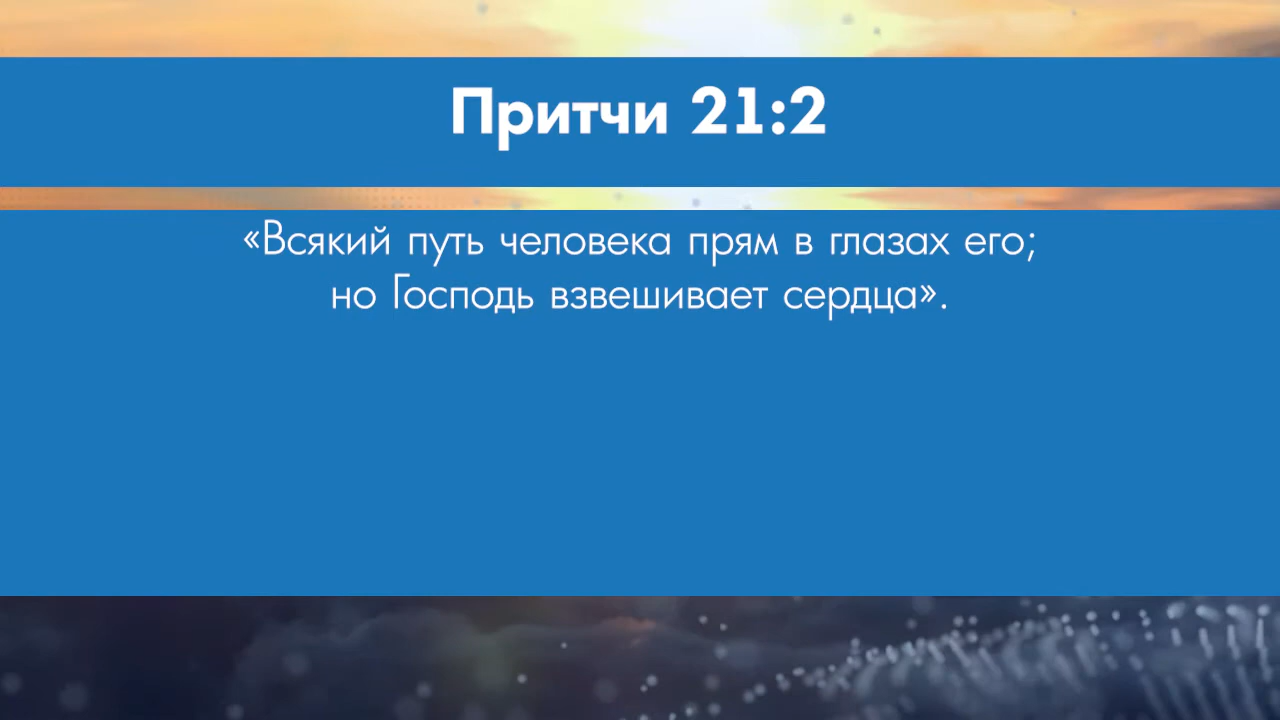 Притчи 21:2
«Всякий путь человека прям в глазах его;
но Господь взвешивает сердца».